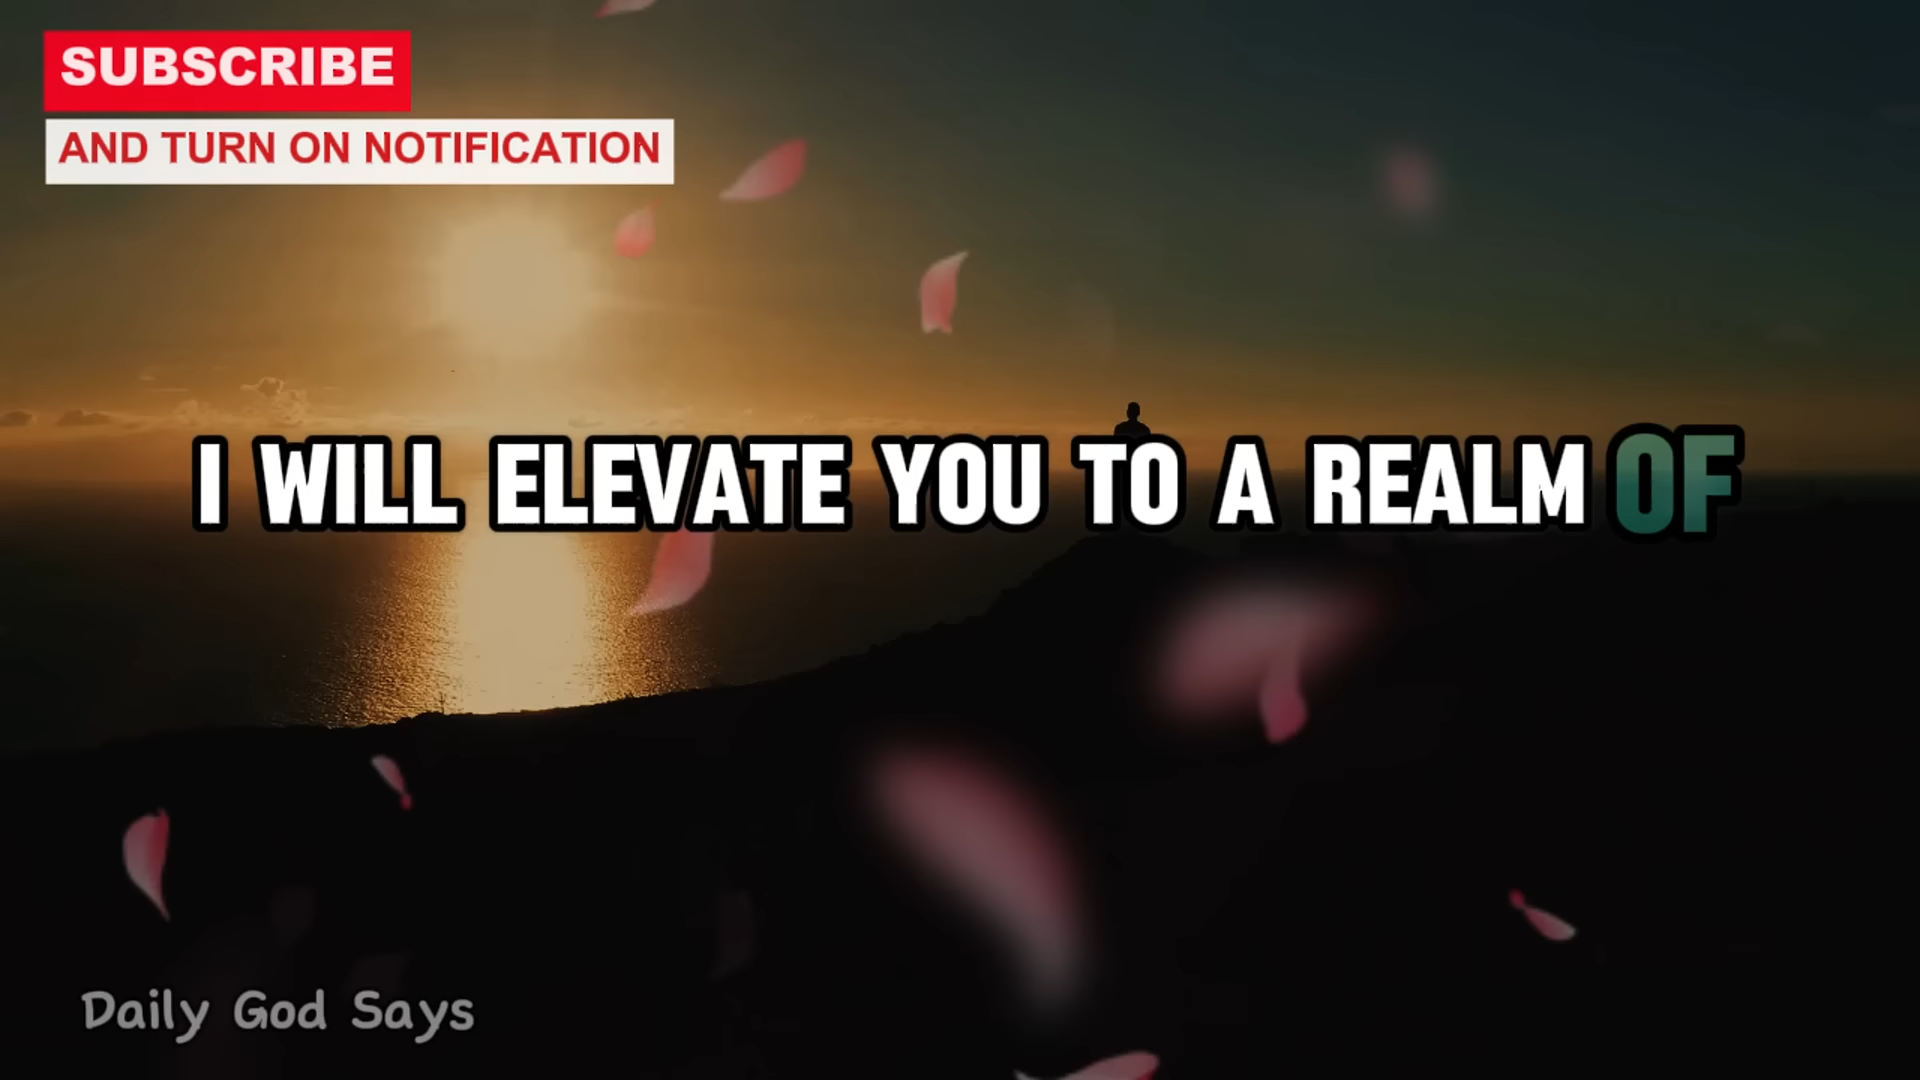 SUBSCRIBE
AND TURN ON NOTIFICATION
I WILL ELEVATE YOU TO A REALM OF
Daily God Says